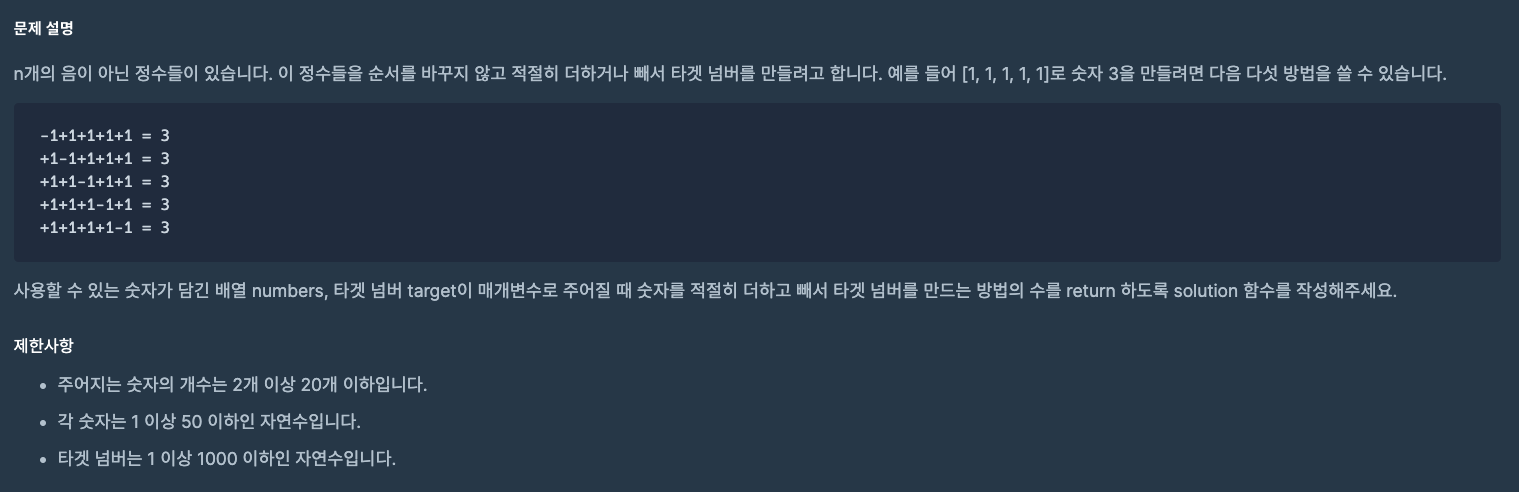 문제 설명
n개의 음이 아닌 정수들이 있습니다. 이 정수들을 순서를 바꾸지 않고 적절히 더하거나 빼서 타겟 넘버를 만들려고 합니다. 예를 들어 [1, 1, 1, 1, 1]로 숫자 3을 만들려면 다음 다섯 방법을 쓸 수 있습니다.
-1+1+1+1+1 = 3
+1-1+1+1+1 = 3
+1+1-1+1+1 = 3
+1+1+1-1+1 = 3
+1+1+1+1-1 = 3
사용할 수 있는 숫자가 담긴 배열 numbers, 타겟 넘버 target이 매개변수로 주어질 때 숫자를 적절히 더하고 빼서 타겟 넘버를 만드는 방법의 수를 return 하도록 solution 함수를 작성해주세요.
제한사항
• 주어지는 숫자의 개수는 2개 이상 20개 이하입니다.
• 각 숫자는 1 이상 50 이하인 자연수입니다.
• 타겟 넘버는 1 이상 1000 이하인 자연수입니다.